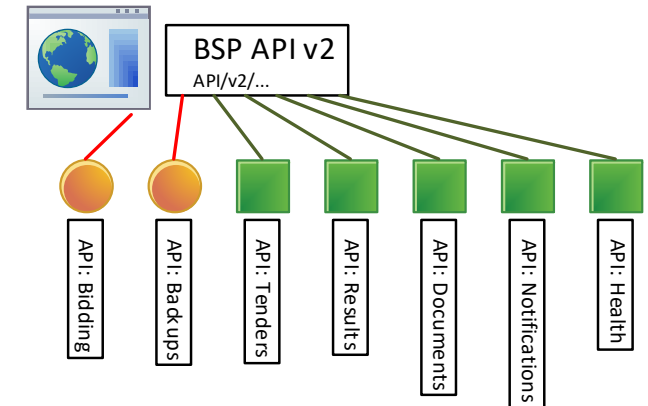 BSP API v2
API/v2/...
API: Bidding
API: Backups
API: Tenders
API: Results
API: Documents
API: Notifications
API: Health